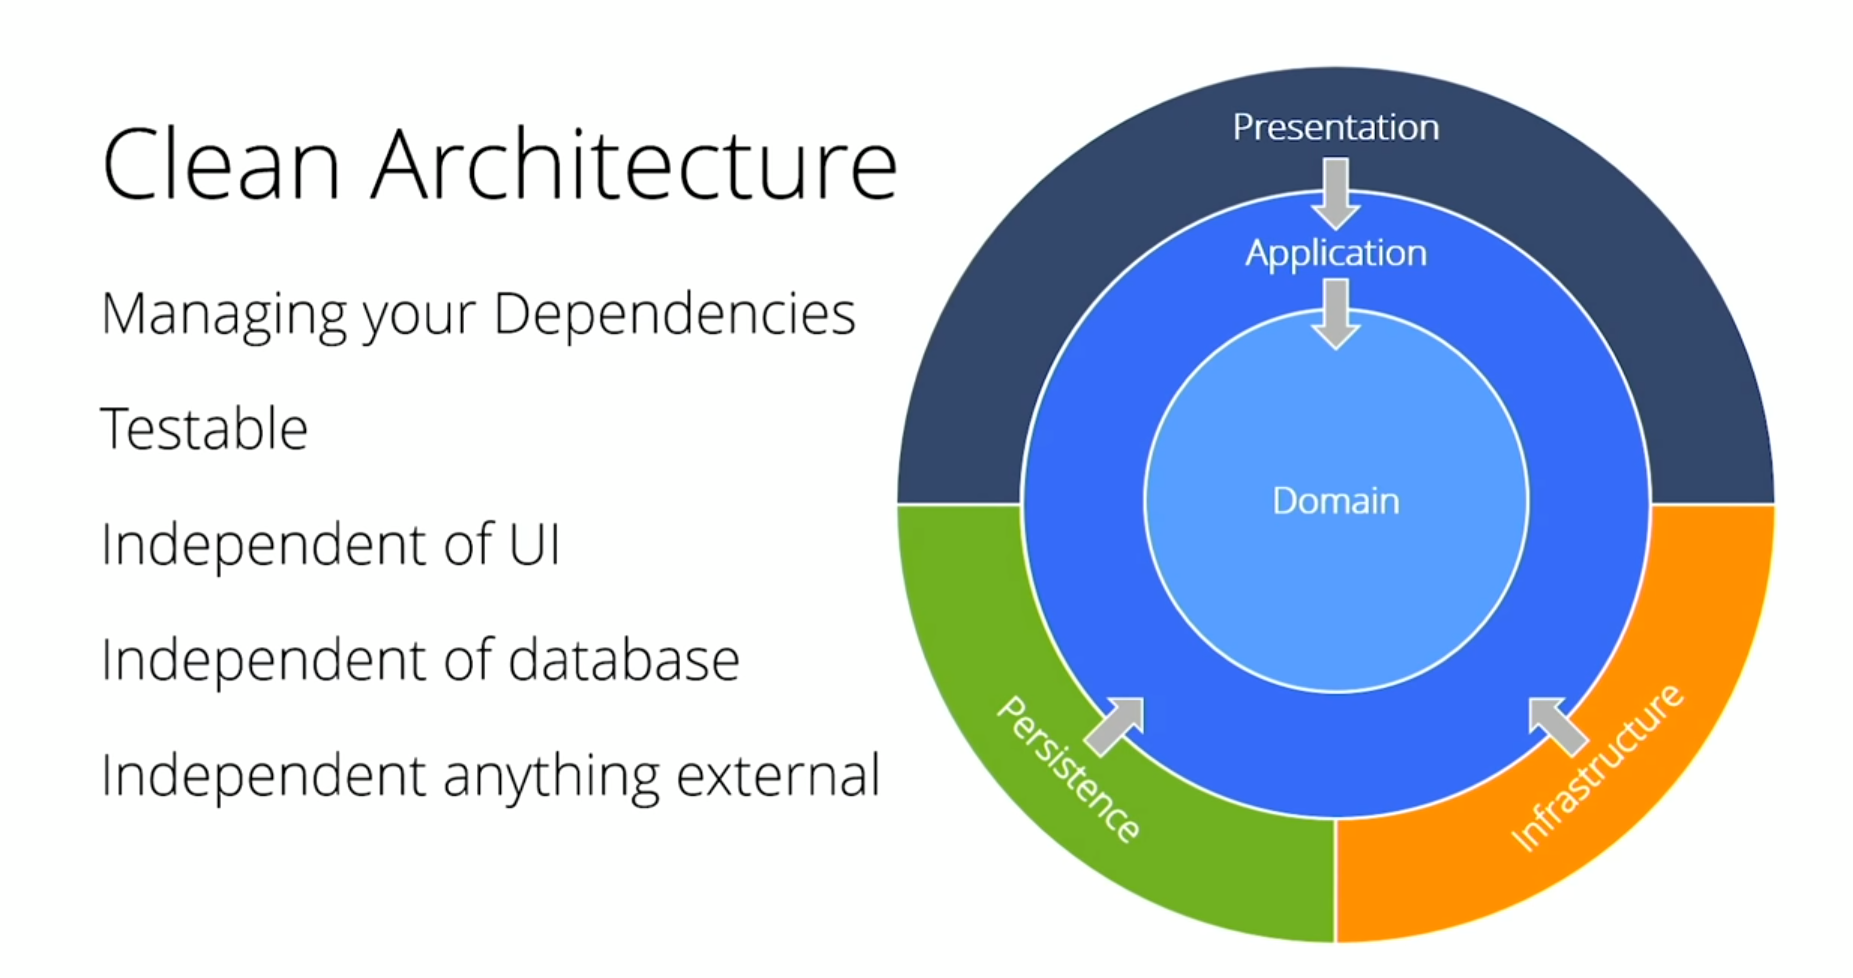 Clean Architecture
Managing your Dependencies
Testable
Independent of UI
Independent of database
Independent anything external
Presentation
Application
Domain
Persistence
Infrastructure